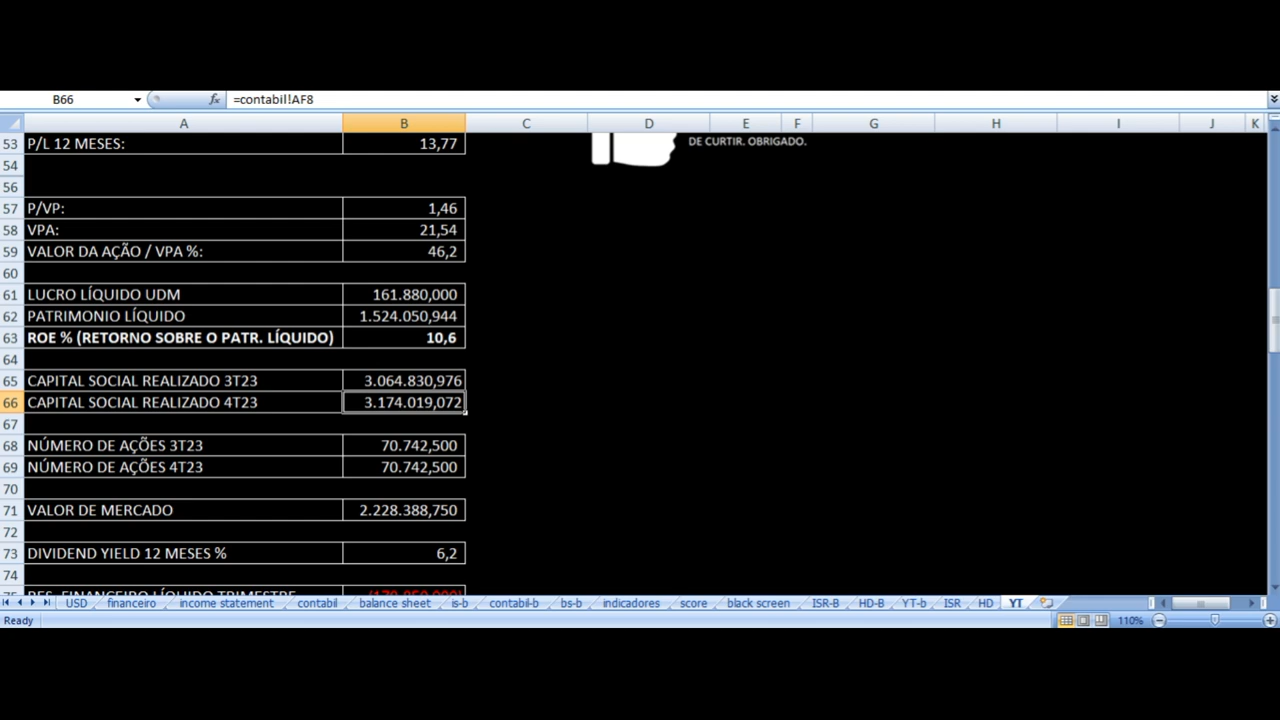 B66 fx =contabil!AF8
A B C D E F G H I J K
53 P/L 12 MESES: 13,77 DE CURTIR. OBRIGADO.
54
56
57 P/VP: 1,46
58 VPA: 21,54
59 VALOR DA AÇÃO / VPA %: 46,2
60
61 LUCRO LÍQUIDO UDM 161.880,000
62 PATRIMONIO LÍQUIDO 1.524.050,944
63 ROE % (RETORNO SOBRE O PATR. LÍQUIDO) 10,6
64
65 CAPITAL SOCIAL REALIZADO 3T23 3.064.830,976
66 CAPITAL SOCIAL REALIZADO 4T23 3.174.019,072
67
68 NÚMERO DE AÇÕES 3T23 70.742,500
69 NÚMERO DE AÇÕES 4T23 70.742,500
70
71 VALOR DE MERCADO 2.228.388,750
72
73 DIVIDEND YIELD 12 MESES % 6,2
74
75 RES. FINANCEIRO LÍQUIDO TRIMESTRE
USD financeiro income statement contabil balance sheet is-b contabil-b bs-b indicadores score black screen ISR-B HD-B YT-b ISR HD YT
Ready 110%